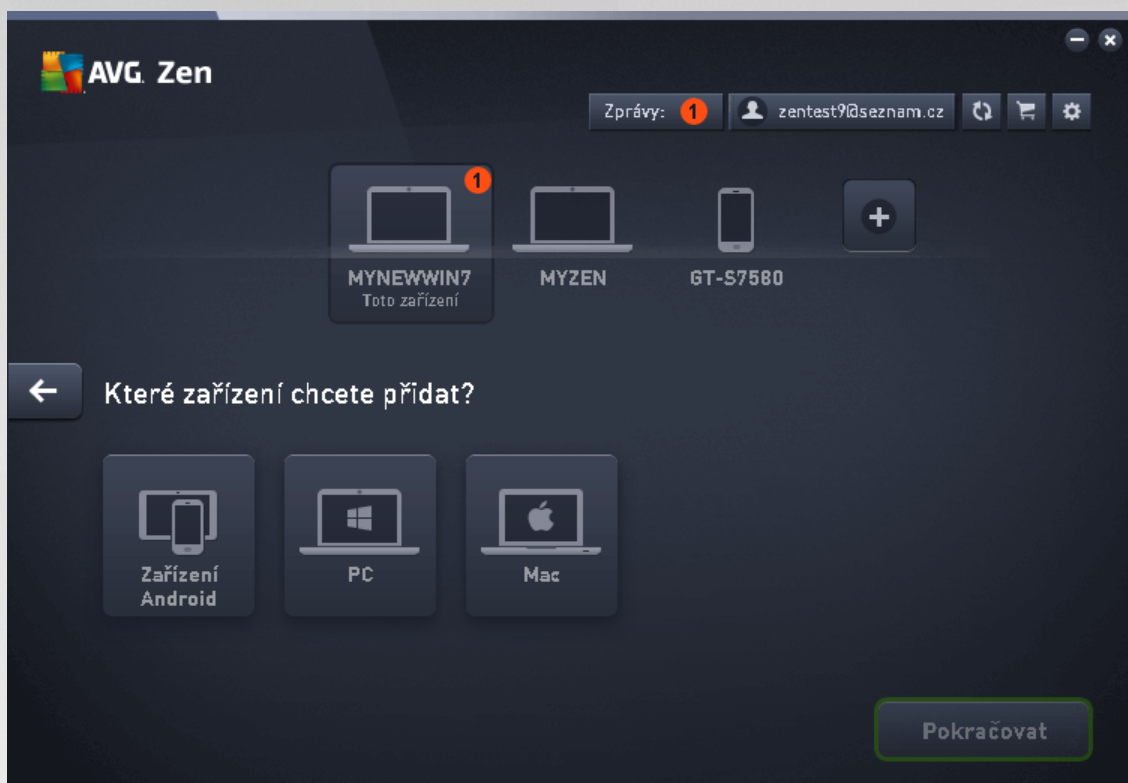 AVG. Zen
Zprávy: 1
zentest9@seznam.cz
1
MYNEWWIN7
Toto zařízení
MYZEN
GT-S7580
Které zařízení chcete přidat?
Zařízení
Android
PC
Mac
Pokračovat